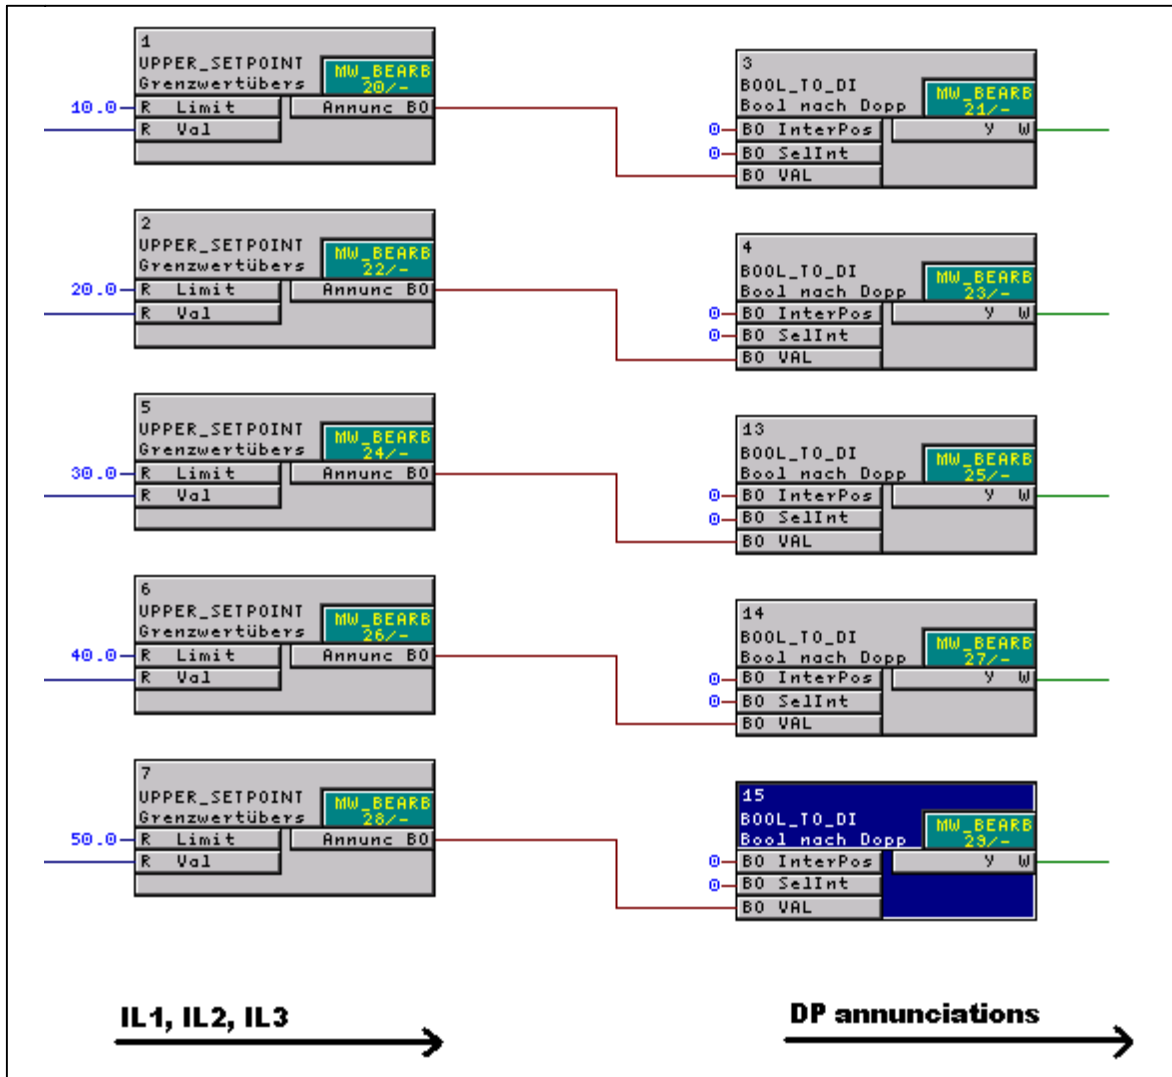 1
UPPER_SETPOINT
Grenzwertübers
MW_BEARB
20/-
10.0
R Limit
Annunc BO
R Val
3
BOOL_TO_DI
Bool nach Dopp
MW_BEARB
21/-
0
BO InterPos
Y W
0
BO SelInt
BO VAL
2
UPPER_SETPOINT
Grenzwertübers
MW_BEARB
22/-
20.0
R Limit
Annunc BO
R Val
4
BOOL_TO_DI
Bool nach Dopp
MW_BEARB
23/-
0
BO InterPos
Y W
0
BO SelInt
BO VAL
5
UPPER_SETPOINT
Grenzwertübers
MW_BEARB
24/-
30.0
R Limit
Annunc BO
R Val
13
BOOL_TO_DI
Bool nach Dopp
MW_BEARB
25/-
0
BO InterPos
Y W
0
BO SelInt
BO VAL
6
UPPER_SETPOINT
Grenzwertübers
MW_BEARB
26/-
40.0
R Limit
Annunc BO
R Val
14
BOOL_TO_DI
Bool nach Dopp
MW_BEARB
27/-
0
BO InterPos
Y W
0
BO SelInt
BO VAL
7
UPPER_SETPOINT
Grenzwertübers
MW_BEARB
28/-
50.0
R Limit
Annunc BO
R Val
15
BOOL_TO_DI
Bool nach Dopp
MW_BEARB
29/-
0
BO InterPos
Y W
0
BO SelInt
BO VAL
IL1, IL2, IL3
DP annunciations